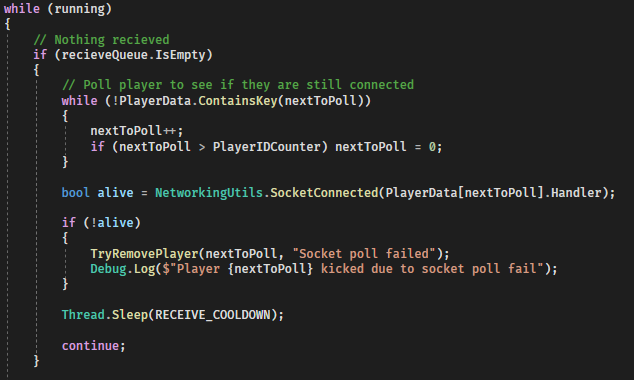 while (running)
{
// Nothing recieved
if (recieveQueue.IsEmpty)
{
// Poll player to see if they are still connected
while (!PlayerData.ContainsKey(nextToPoll))
{
nextToPoll++;
if (nextToPoll > PlayerIDCounter) nextToPoll = 0;
}
bool alive = NetworkingUtils.SocketConnected(PlayerData[nextToPoll].Handler);
if (!alive)
{
TryRemovePlayer(nextToPoll, "Socket poll failed");
Debug.Log($"Player {nextToPoll} kicked due to socket poll fail");
}
Thread.Sleep(RECEIVE_COOLDOWN);
continue;
}